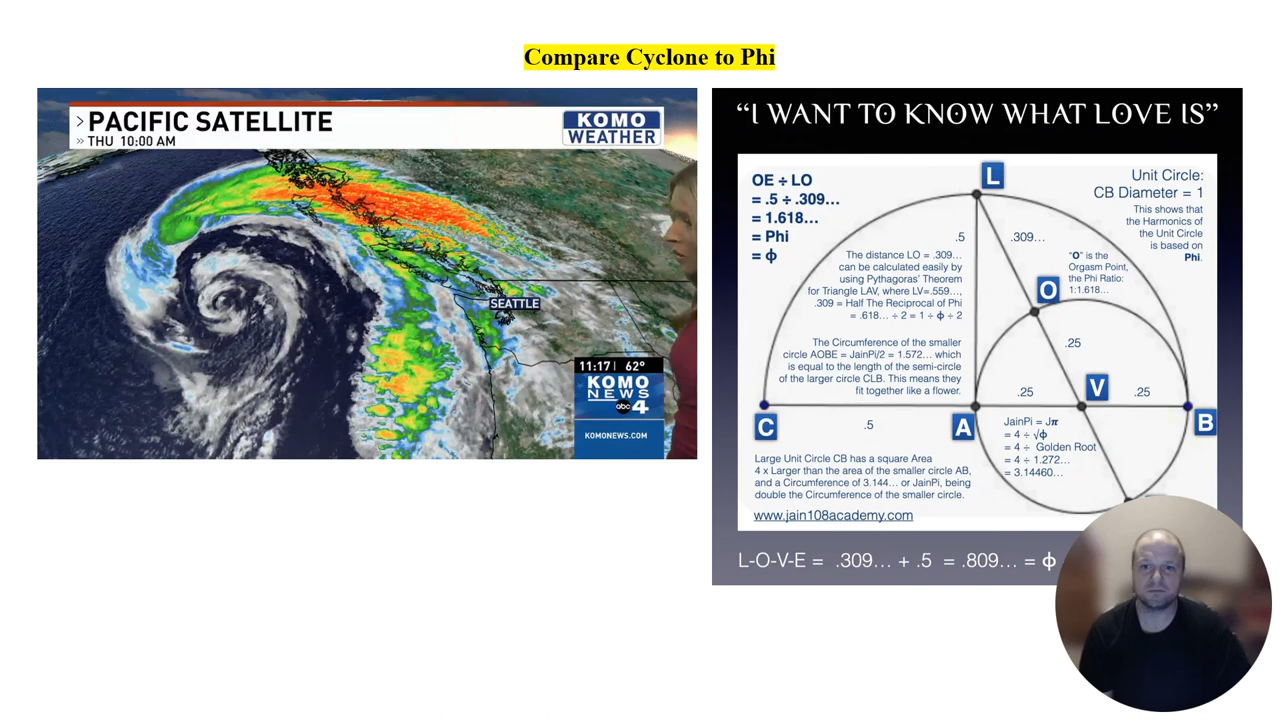 Compare Cyclone to Phi
> PACIFIC SATELLITE
» THU 10:00 AM
KOMO
WEATHER
SEATTLE
11:17 | 62°
KOMO
NEWS
abc 4
KOMONEWS.COM
“I WANT TO KNOW WHAT LOVE IS”
OE ÷ LO
= .5 ÷ .309…
= 1.618…
= Phi
= ϕ
L
Unit Circle:
CB Diameter = 1
This shows that
the Harmonics of
the Unit Circle
is based on
Phi.
.5
.309…
The distance LO = .309…
can be calculated easily by
using Pythagoras’ Theorem
for Triangle LAV, where LV=.559…,
.309 = Half The Reciprocal of Phi
= .618… ÷ 2 = 1 ÷ ϕ ÷ 2
“O” is the
Orgasm Point,
the Phi Ratio:
1:1.618…
O
The Circumference of the smaller
circle AOBE = JainPi/2 = 1.572… which
is equal to the length of the semi-circle
of the larger circle CLB. This means they
fit together like a flower.
.25
.25
V
.25
C
.5
A
B
JainPi = Jπ
= 4 ÷ √ϕ
= 4 ÷ Golden Root
= 4 ÷ 1.272…
= 3.14460…
Large Unit Circle CB has a square Area
4 x Larger than the area of the smaller circle AB,
and a Circumference of 3.144… or JainPi, being
double the Circumference of the smaller circle.
www.jain108academy.com
L-O-V-E = .309… + .5 = .809… = ϕ